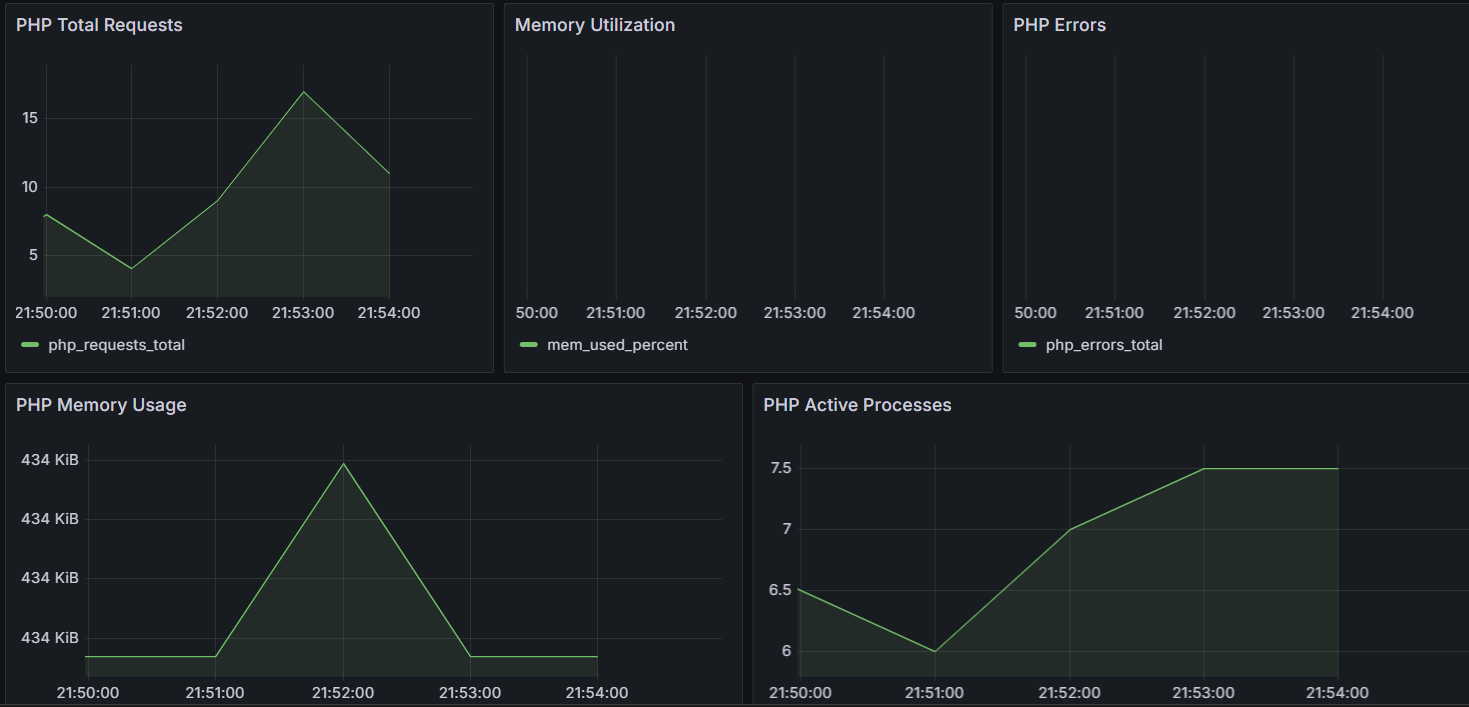 PHP Total Requests
15
10
5
21:50:00 21:51:00 21:52:00 21:53:00 21:54:00
php_requests_total
Memory Utilization
50:00 21:51:00 21:52:00 21:53:00 21:54:00
mem_used_percent
PHP Errors
50:00 21:51:00 21:52:00 21:53:00 21:54:00
php_errors_total
PHP Memory Usage
434 KiB
434 KiB
434 KiB
434 KiB
21:50:00 21:51:00 21:52:00 21:53:00 21:54:00
PHP Active Processes
7.5
7
6.5
6
21:50:00 21:51:00 21:52:00 21:53:00 21:54:00